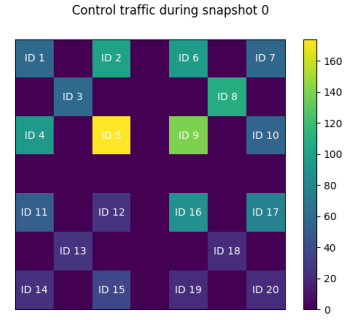 Control traffic during snapshot 0
ID 1 ID 2 ID 6 ID 7
ID 3 ID 8
ID 4 ID 5 ID 9 ID 10
ID 11 ID 12 ID 16 ID 17
ID 13 ID 18
ID 14 ID 15 ID 19 ID 20
160
140
120
100
80
60
40
20
0